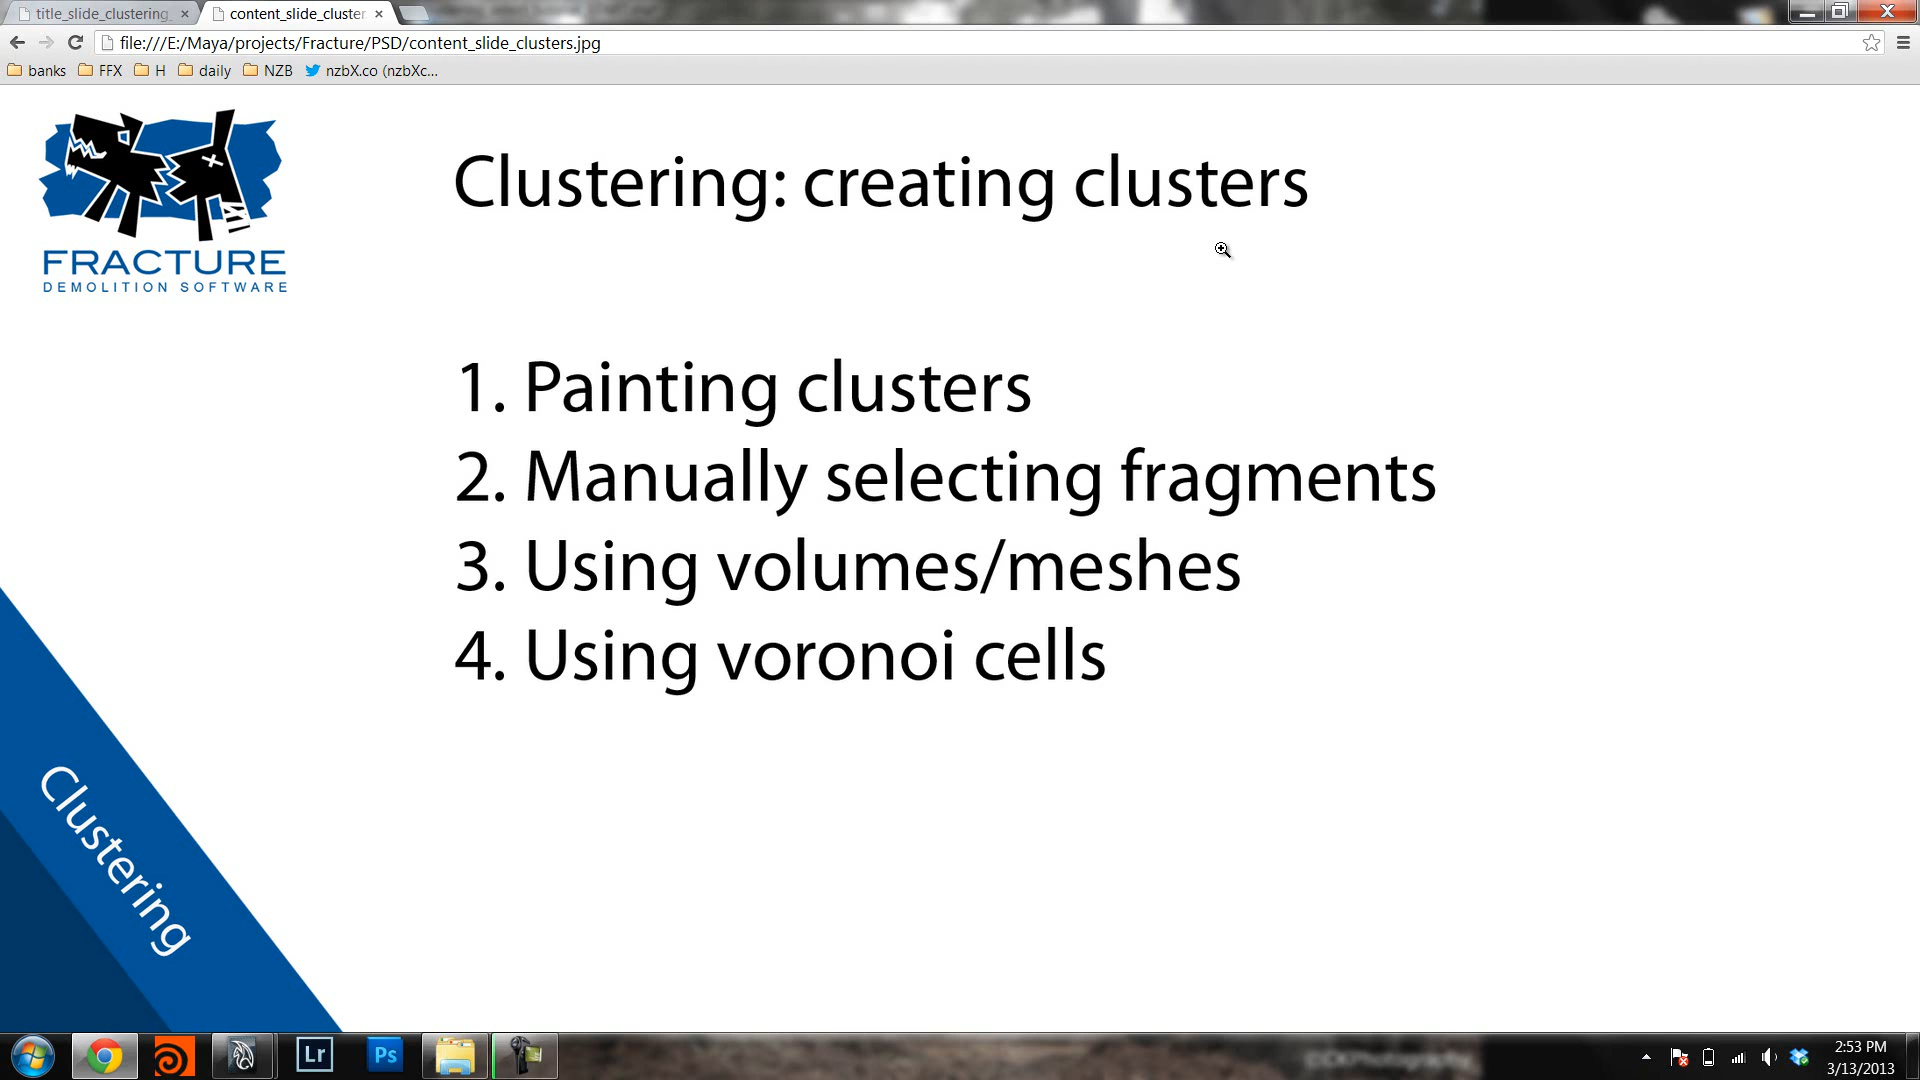 title_slide_clustering_
content_slide_cluster
file:///E:/Maya/projects/Fracture/PSD/content_slide_clusters.jpg
banks
FFX
H
daily
NZB
nzbX.co (nzbXc...
FRACTURE
DEMOLITION SOFTWARE
Clustering: creating clusters
1. Painting clusters
2. Manually selecting fragments
3. Using volumes/meshes
4. Using voronoi cells
Clustering
Lr
Ps
2:53 PM
3/13/2013